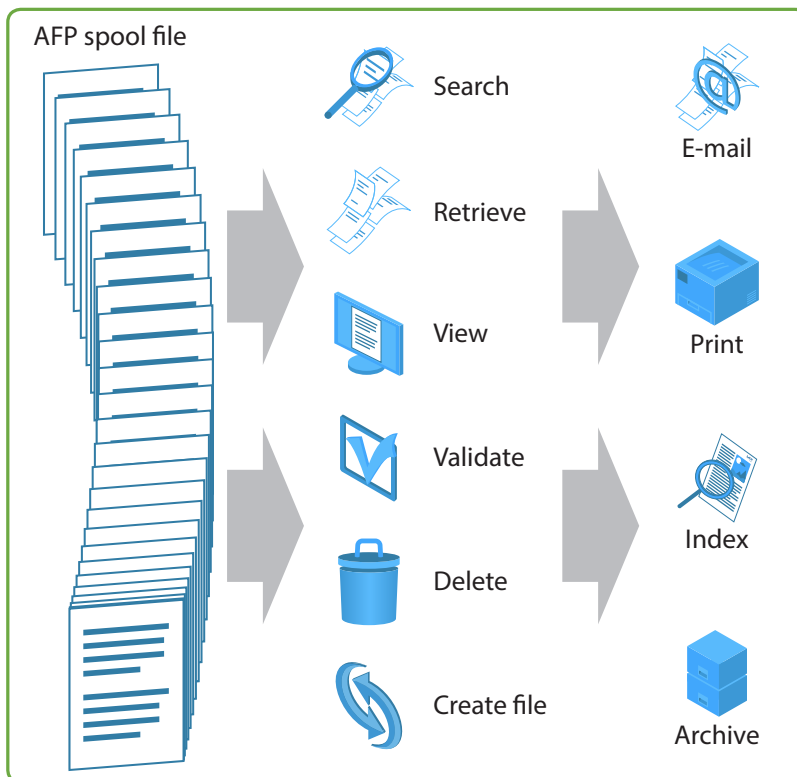 AFP spool file
Search
Retrieve
View
Validate
Delete
Create file
E-mail
Print
Index
Archive